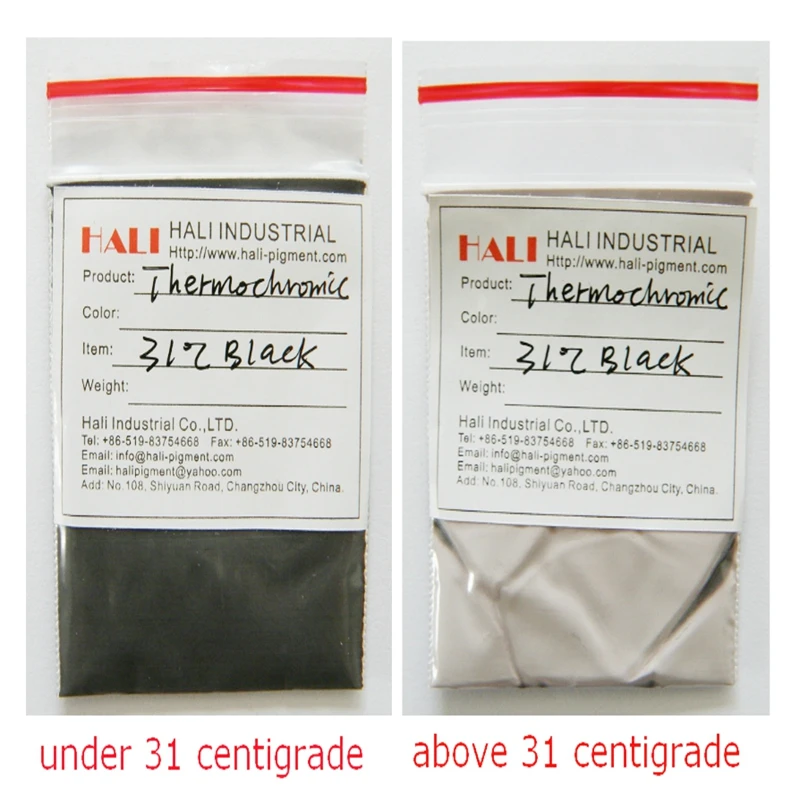 HALI HALI INDUSTRIAL
Http://www.hali-pigment.com
Product: Thermochromic
Color:
Item: 31℃ Black
Weight:
Hali Industrial Co.,LTD.
Tel: +86-519-83754668 Fax: +86-519-83754668
Email: info@hali-pigment.com
Email: halipigment@yahoo.com
Add: No.108, Shiyuan Road, Changzhou City, China.
under 31 centigrade
HALI HALI INDUSTRIAL
Http://www.hali-pigment.com
Product: Thermochromic
Color:
Item: 31℃ Black
Weight:
Hali Industrial Co.,LTD.
Tel: +86-519-83754668 Fax: +86-519-83754668
Email: info@hali-pigment.com
Email: halipigment@yahoo.com
Add: No.108, Shiyuan Road, Changzhou City, China.
above 31 centigrade